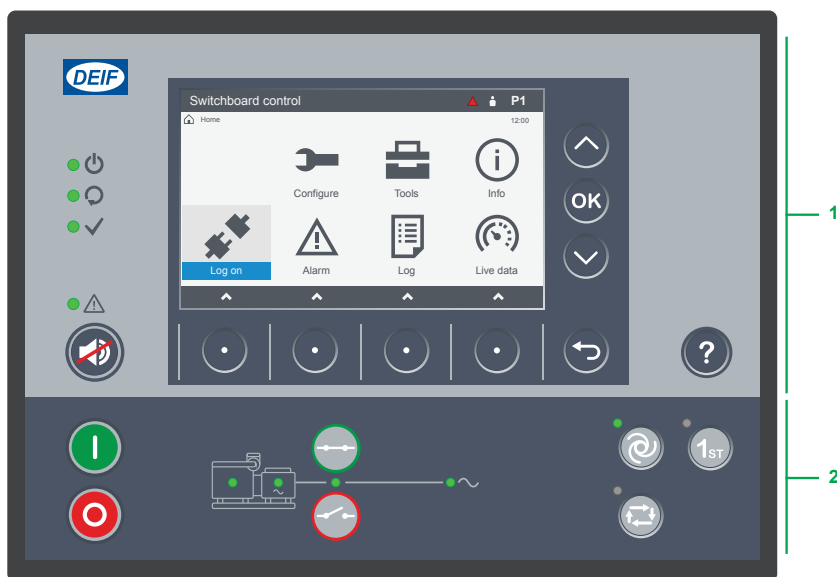 DEIF
Switchboard control P1
Home 12:00
Configure Tools Info
OK
1
Log on Alarm Log Live data
?
1ST
2